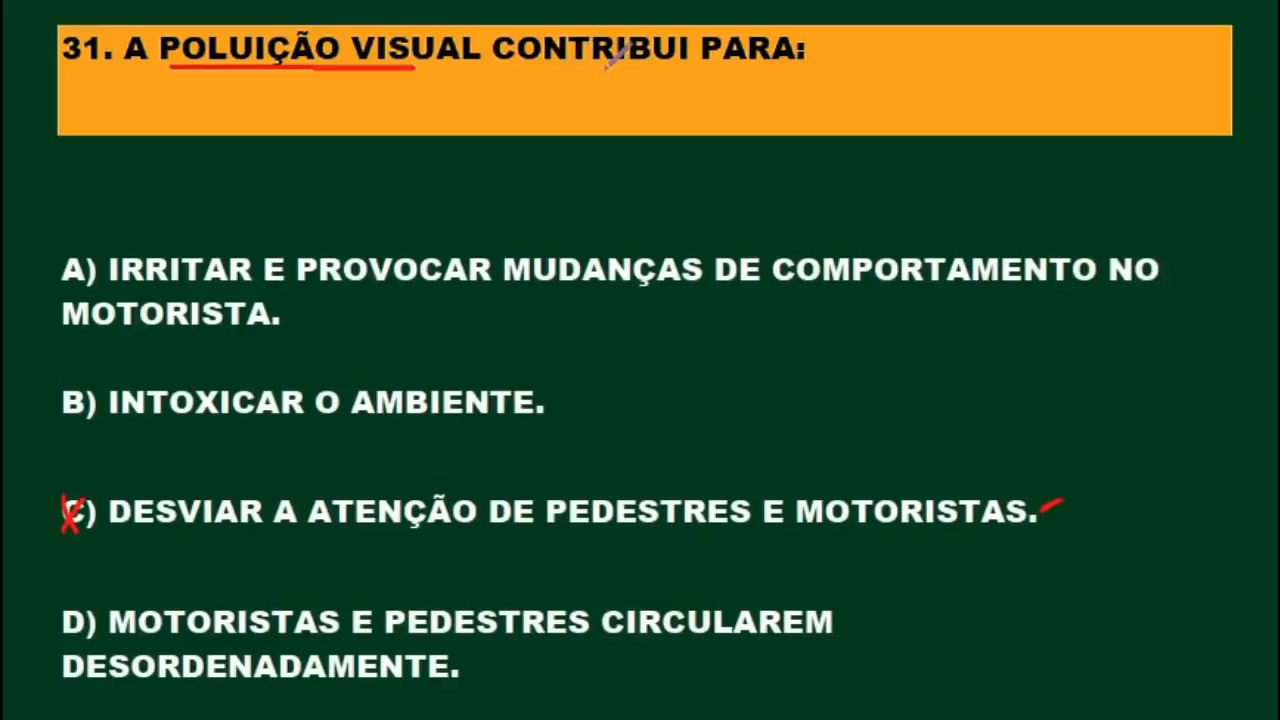 31. A POLUIÇÃO VISUAL CONTRIBUI PARA:
A) IRRITAR E PROVOCAR MUDANÇAS DE COMPORTAMENTO NO
MOTORISTA.
B) INTOXICAR O AMBIENTE.
C) DESVIAR A ATENÇÃO DE PEDESTRES E MOTORISTAS.
D) MOTORISTAS E PEDESTRES CIRCULAREM
DESORDENADAMENTE.